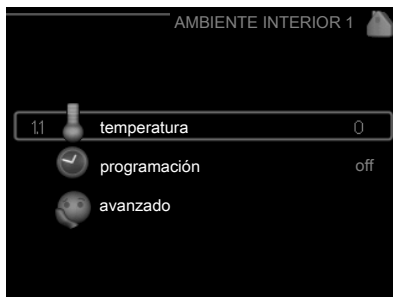 AMBIENTE INTERIOR 1
1.1 temperatura 0
programación off
avanzado